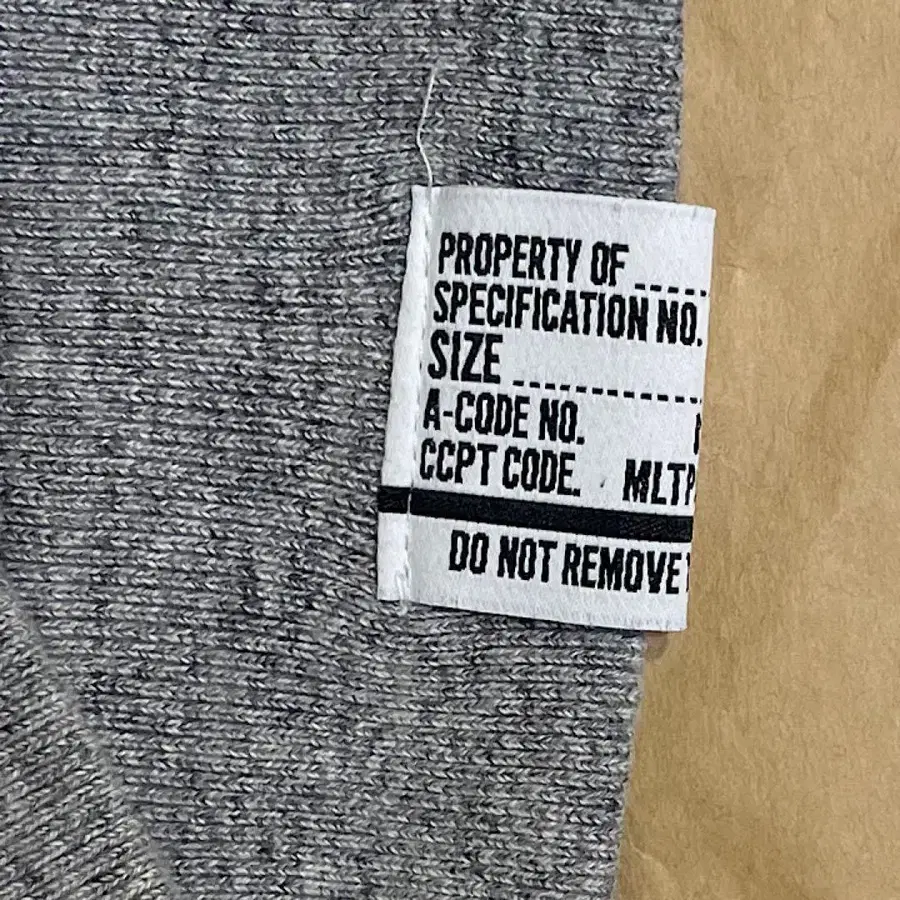 PROPERTY OF
SPECIFICATION NO.
SIZE
A-CODE NO.
CCPT CODE. MLTP
DO NOT REMOVE